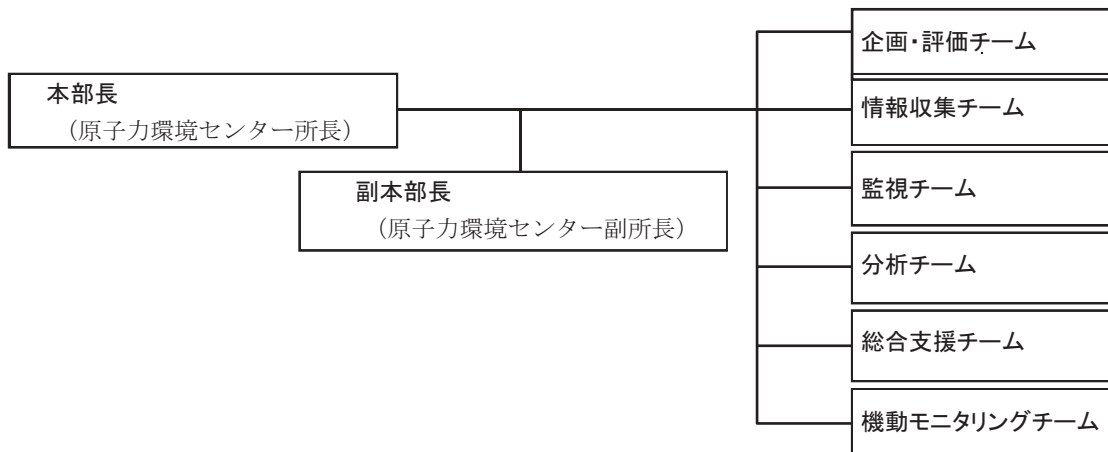 本部長
（原子力環境センター所長）
副本部長
（原子力環境センター副所長）
企画・評価チーム
情報収集チーム
監視チーム
分析チーム
総合支援チーム
機動モニタリングチーム